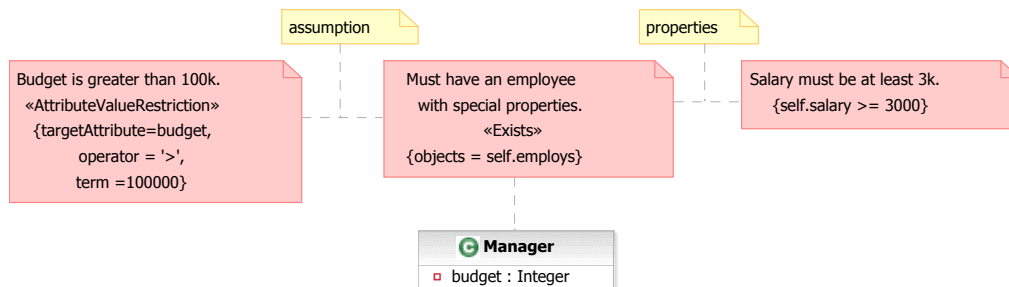 assumption
properties
Budget is greater than 100k.
«AttributeValueRestriction»
{targetAttribute=budget,
operator = '>',
term =100000}
Must have an employee
with special properties.
«Exists»
{objects = self.employs}
Salary must be at least 3k.
{self.salary >= 3000}
C Manager
budget : Integer